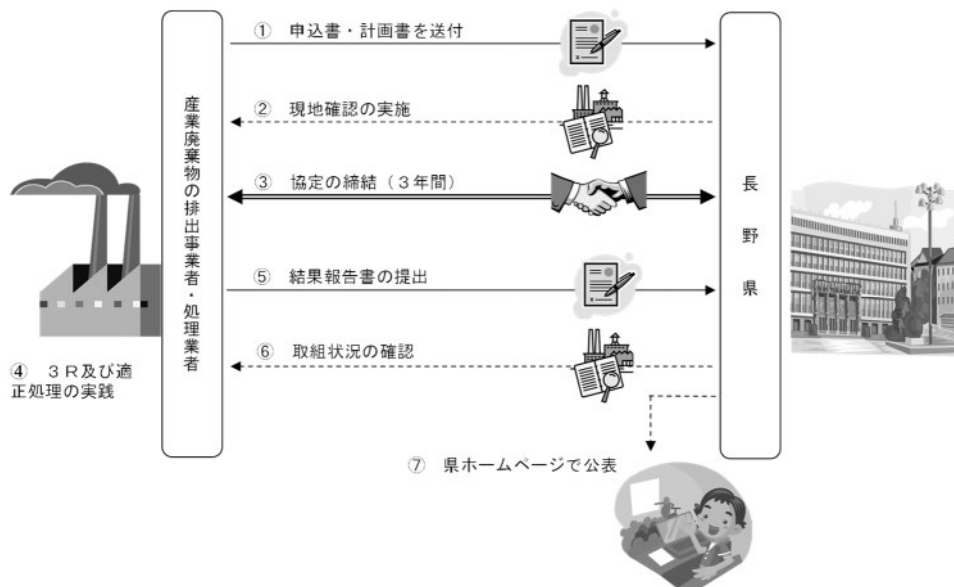 ① 申込書・計画書を送付
② 現地確認の実施
産業廃棄物の排出事業者・処理業者
③ 協定の締結（３年間）
長野県
⑤ 結果報告書の提出
⑥ 取組状況の確認
④ ３Ｒ及び適
正処理の実践
⑦ 県ホームページで公表